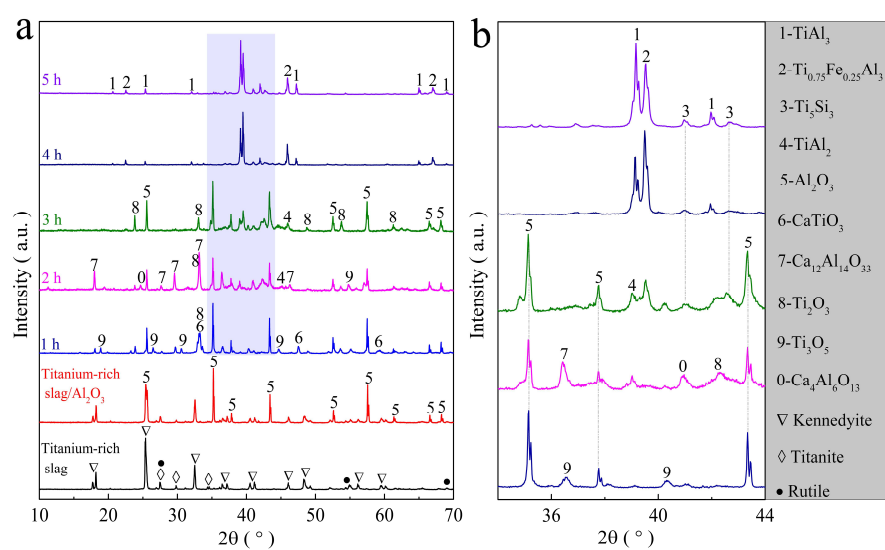 a
5 h
1 2 1 1 2 1 1 2 1
4 h
3 h
8 5 8 4 8 5 8 5 8 5 5
2 h
7 0 7 7 7 8 4 7 9
1 h
9 9 9 8 6 9 6 9
Titanium-rich
slag/Al₂O₃
5 5 5 5 5 5 5 5
Titanium-rich
slag
Intensity ( a.u. )
10 20 30 40 50 60 70
2θ ( ° )
b
1 2 3 1 3
5 5 4 5
7 0 8
9 9
Intensity ( a.u. )
36 40 44
2θ ( ° )
1-TiAl₃
2-Ti₀.₇₅Fe₀.₂₅Al₃
3-Ti₅Si₃
4-TiAl₂
5-Al₂O₃
6-CaTiO₃
7-Ca₁₂Al₁₄O₃₃
8-Ti₂O₃
9-Ti₃O₅
0-Ca₄Al₆O₁₃
▽ Kennedyite
◊ Titanite
● Rutile